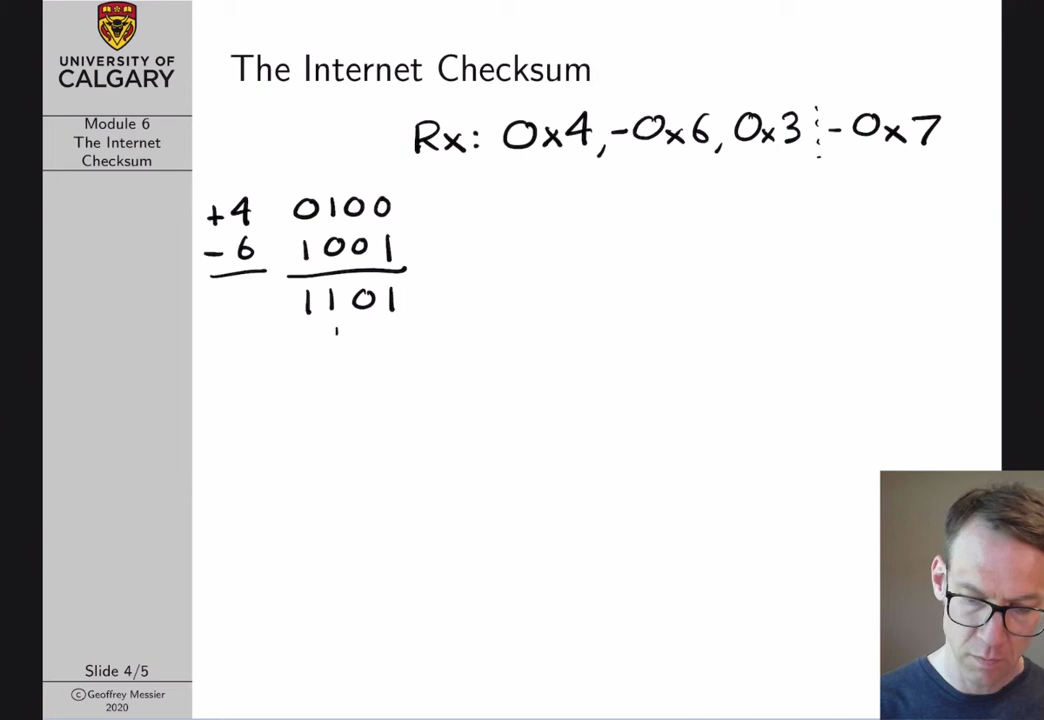 UNIVERSITY OF
CALGARY
Module 6
The Internet
Checksum
The Internet Checksum
Rx: 0x4, -0x6, 0x3 ⋮ -0x7
+4 0100
-6 1001
1101
Slide 4/5
©Geoffrey Messier
2020